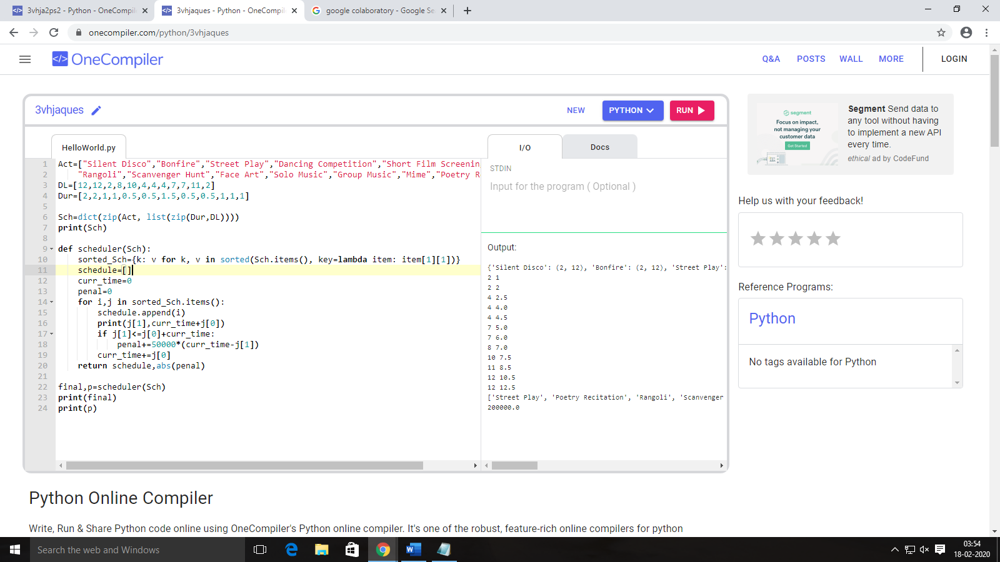 3vhja2ps2 - Python - OneCompil
3vhjaques - Python - OneCompil
google colaboratory - Google Se
onecompiler.com/python/3vhjaques
</> OneCompiler
Q&A POSTS WALL MORE LOGIN
3vhjaques
NEW PYTHON RUN
HelloWorld.py
1 Act=["Silent Disco","Bonfire","Street Play","Dancing Competition","Short Film Screenin
2 "Rangoli","Scanvenger Hunt","Face Art","Solo Music","Group Music","Mime","Poetry R
3 DL=[12,12,2,8,10,4,4,4,7,7,11,2]
4 Dur=[2,2,1,1,0.5,0.5,1.5,0.5,0.5,1,1,1]
5
6 Sch=dict(zip(Act, list(zip(Dur,DL))))
7 print(Sch)
8
9 def scheduler(Sch):
10 sorted_Sch={k: v for k, v in sorted(Sch.items(), key=lambda item: item[1][1])}
11 schedule=[]
12 curr_time=0
13 penal=0
14 for i,j in sorted_Sch.items():
15 schedule.append(i)
16 print(j[1],curr_time+j[0])
17 if j[1]<=j[0]+curr_time:
18 penal+=50000*(curr_time-j[1])
19 curr_time+=j[0]
20 return schedule,abs(penal)
21
22 final,p=scheduler(Sch)
23 print(final)
24 print(p)
I/O Docs
STDIN
Input for the program ( Optional )
Output:
{'Silent Disco': (2, 12), 'Bonfire': (2, 12), 'Street Play':
2 1
2 2
4 2.5
4 4.0
4 4.5
7 5.0
7 6.0
8 7.0
10 7.5
11 8.5
12 10.5
12 12.5
['Street Play', 'Poetry Recitation', 'Rangoli', 'Scanvenger
200000.0
segment
Focus on impact,
not managing your
customer data
Get Started
Segment Send data to
any tool without having
to implement a new API
every time.
ethical ad by CodeFund
Help us with your feedback!
Reference Programs:
Python
No tags available for Python
Python Online Compiler
Write, Run & Share Python code online using OneCompiler's Python online compiler. It's one of the robust, feature-rich online compilers for python
Search the web and Windows
03:54
18-02-2020